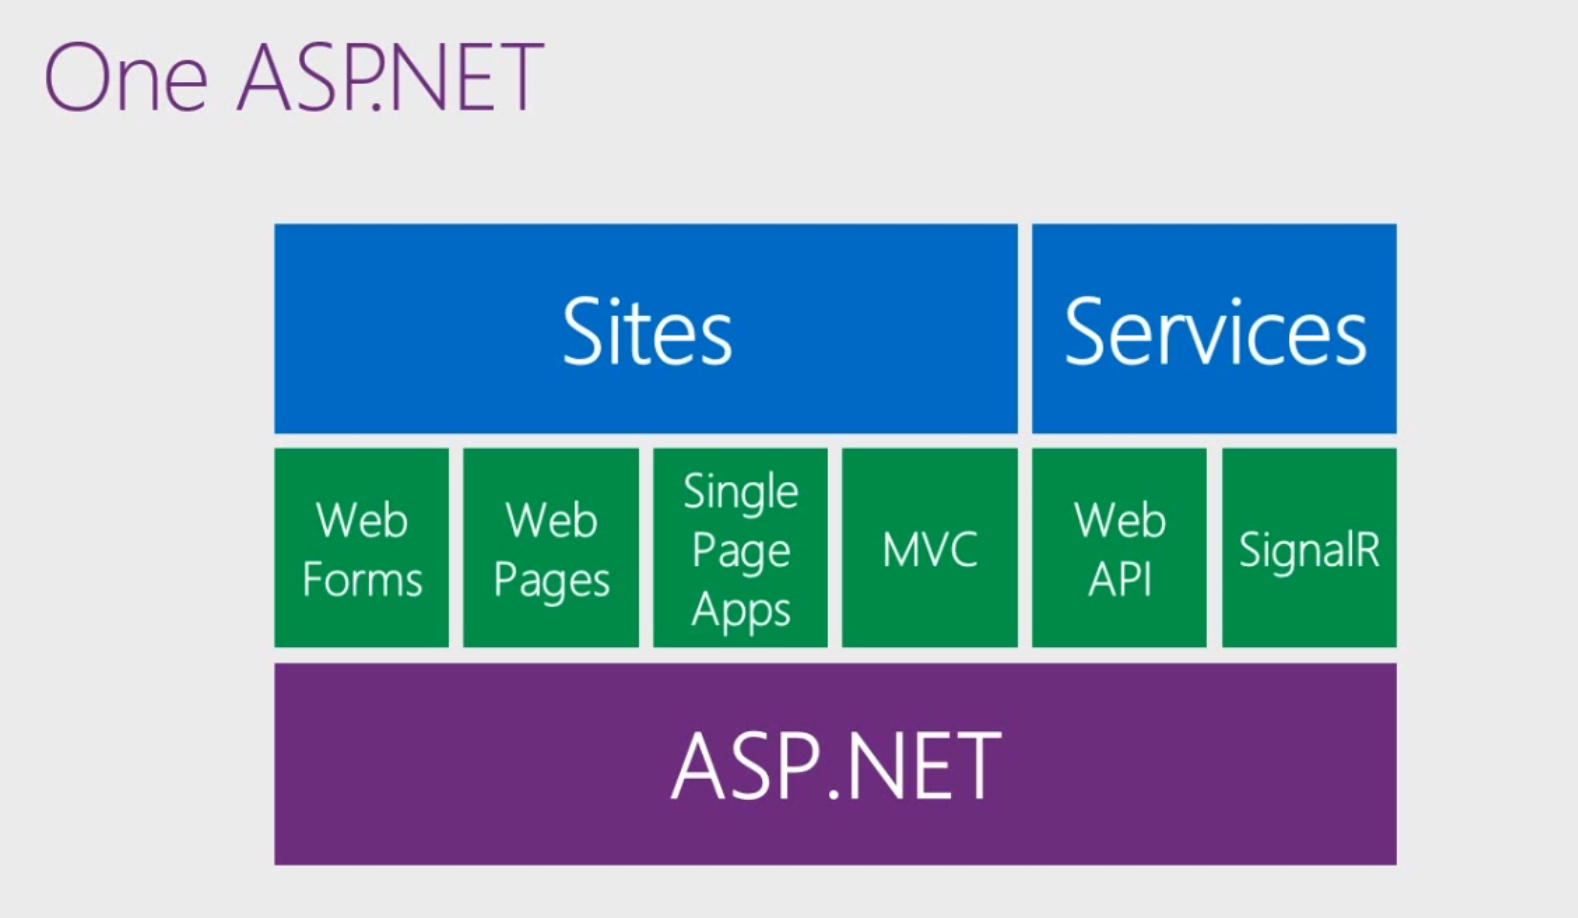 One ASP.NET
Sites
Services
Web
Forms
Web
Pages
Single
Page
Apps
MVC
Web
API
SignalR
ASP.NET